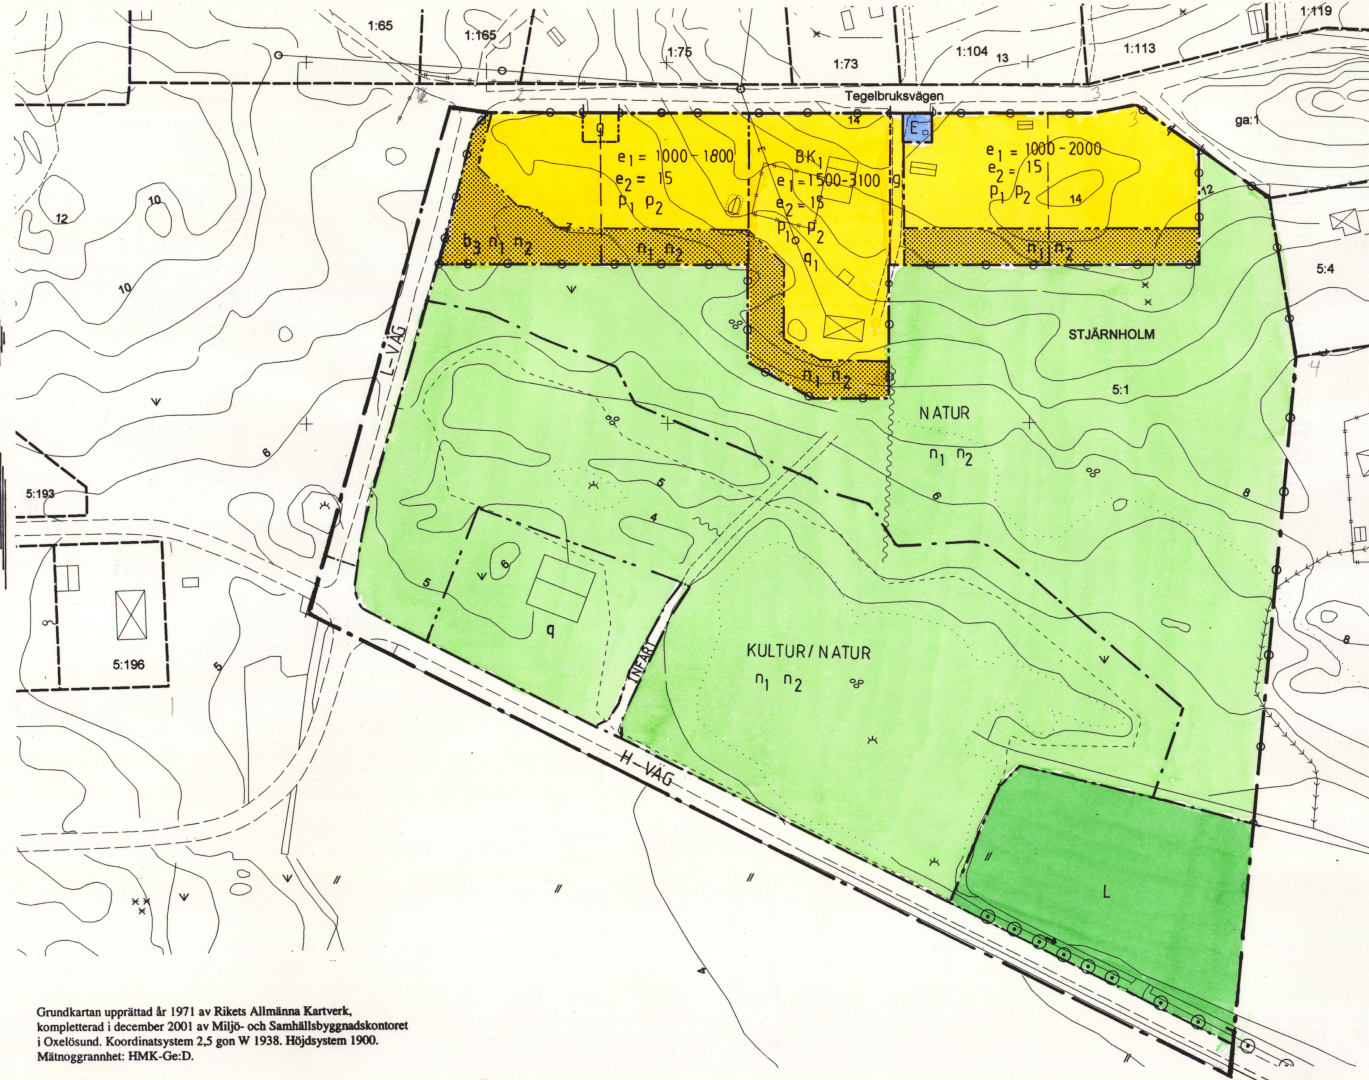 1:65
1:165
1:75
1:73
1:104
13
1:113
1:119
Tegelbruksvägen
14
ga:1
g
E
e1 = 1000-1800
e2 = 15
p1 p2
BK1
e1=1500-3100
e2= 15
p1 p2
q1
g
e1 = 1000-2000
e2 = 15
p1 p2
14
12
12
10
10
7
b3 n1 n2
n1 n2
n1 n2
5:4
L-VÄG
STJÄRNHOLM
5:1
n1 n2
NATUR
n1 n2
6
5:193
5
4
6
8
5
6
q
5:196
5
INFART
KULTUR/NATUR
n1 n2
8
H-VÄG
L
4
Grundkartan upprättad år 1971 av Rikets Allmänna Kartverk,
kompletterad i december 2001 av Miljö- och Samhällsbyggnadskontoret
i Oxelösund. Koordinatsystem 2,5 gon W 1938. Höjdsystem 1900.
Mätnoggrannhet: HMK-Ge:D.